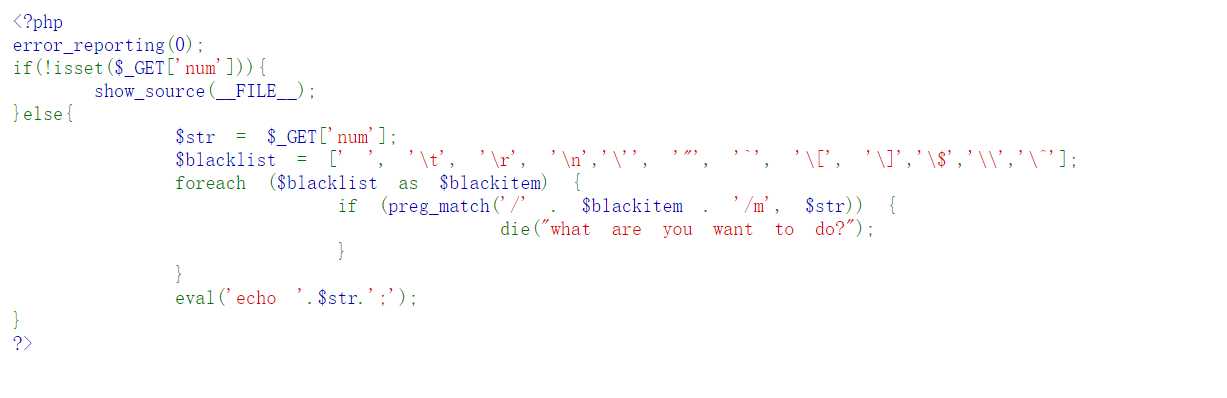 <?php
error_reporting(0);
if(!isset($_GET['num'])){
show_source(__FILE__);
}else{
$str = $_GET['num'];
$blacklist = [' ', '\t', '\r', '\n','\'', '"', '`', '\[', '\]','\$','\\','\^'];
foreach ($blacklist as $blackitem) {
if (preg_match('/' . $blackitem . '/m', $str)) {
die("what are you want to do?");
}
}
eval('echo '.$str.';');
}
?>